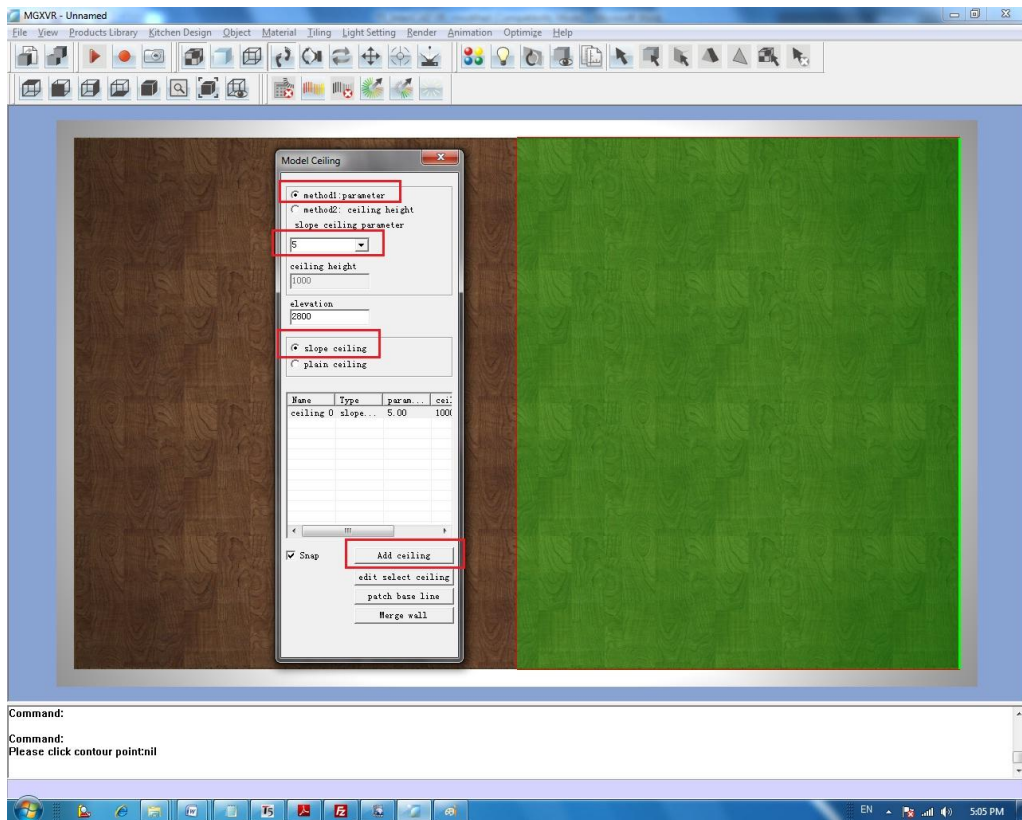 MGXVR - Unnamed
File View Products Library Kitchen Design Object Material Tiling Light Setting Render Animation Optimize Help
Model Ceiling
method1:parameter
method2: ceiling height
slope ceiling parameter
5
ceiling height
1000
elevation
2800
slope ceiling
plain ceiling
Name Type param... cei
ceiling 0 slope... 5.00 100
Snap Add ceiling
edit select ceiling
patch base line
Merge wall
Command:
Command:
Please click contour point:nil
EN 5:05 PM